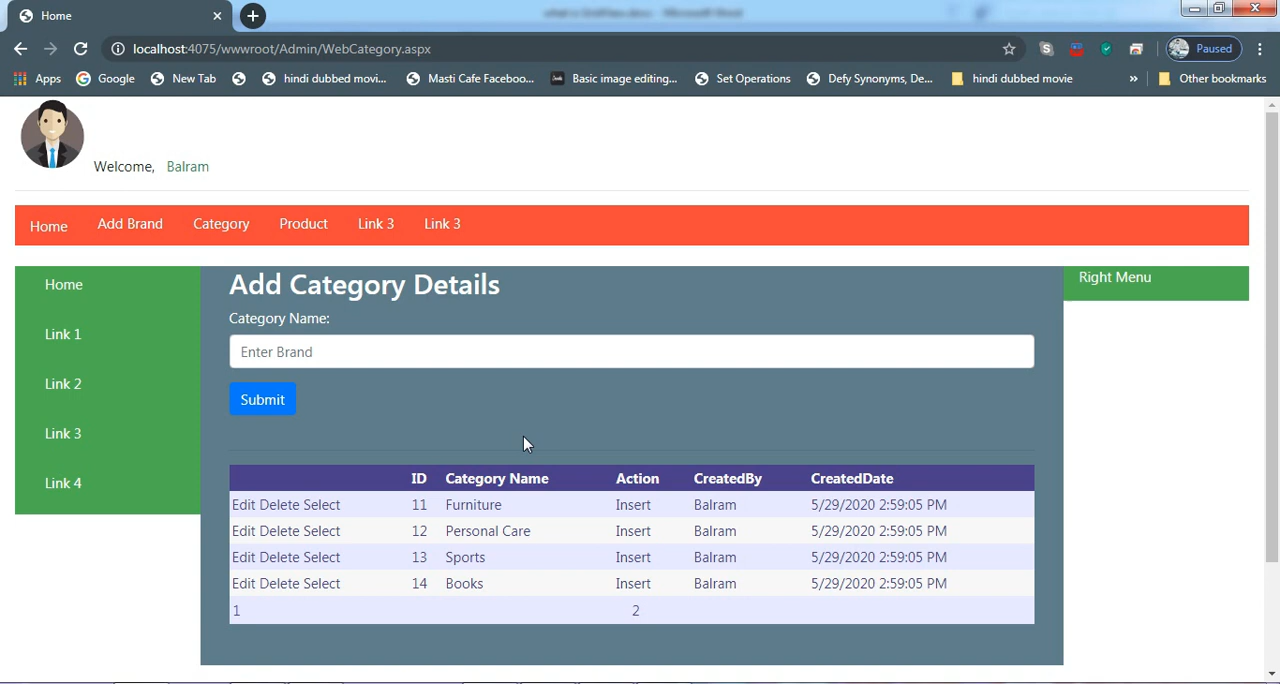 Home
localhost:4075/wwwroot/Admin/WebCategory.aspx
Paused
Apps Google New Tab hindi dubbed movi... Masti Cafe Faceboo... Basic image editing... Set Operations Defy Synonyms, De... hindi dubbed movie » Other bookmarks
Welcome, Balram
Home Add Brand Category Product Link 3 Link 3
Home
Link 1
Link 2
Link 3
Link 4
Add Category Details
Category Name:
Enter Brand
Submit
ID Category Name Action CreatedBy CreatedDate
Edit Delete Select 11 Furniture Insert Balram 5/29/2020 2:59:05 PM
Edit Delete Select 12 Personal Care Insert Balram 5/29/2020 2:59:05 PM
Edit Delete Select 13 Sports Insert Balram 5/29/2020 2:59:05 PM
Edit Delete Select 14 Books Insert Balram 5/29/2020 2:59:05 PM
1 2
Right Menu